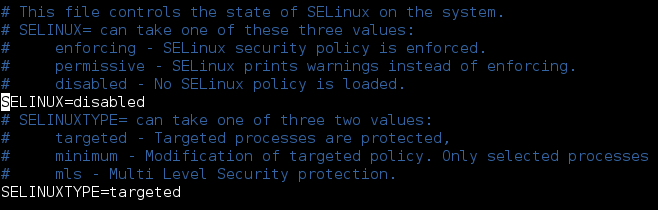 # This file controls the state of SELinux on the system.
# SELINUX= can take one of these three values:
#     enforcing - SELinux security policy is enforced.
#     permissive - SELinux prints warnings instead of enforcing.
#     disabled - No SELinux policy is loaded.
SELINUX=disabled
# SELINUXTYPE= can take one of three two values:
#     targeted - Targeted processes are protected,
#     minimum - Modification of targeted policy. Only selected processes
#     mls - Multi Level Security protection.
SELINUXTYPE=targeted